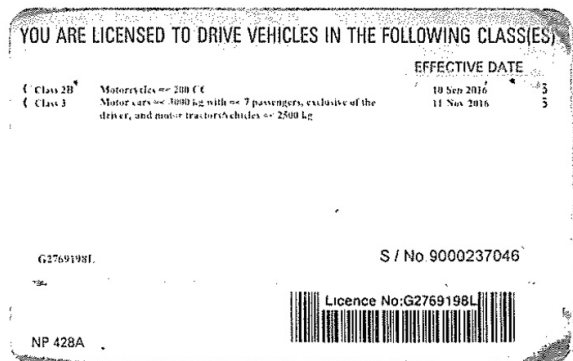 YOU ARE LICENSED TO DRIVE VEHICLES IN THE FOLLOWING CLASS(ES)
EFFECTIVE DATE
Class 2B Motorcycles =< 200 CC 10 Sep 2016
Class 3 Motor cars =< 3000 kg with =< 7 passengers, exclusive of the 11 Nov 2016
driver, and motor tractors/vehicles =< 2500 kg
G2769198L
S / No 9000237046
Licence No:G2769198L
NP 428A